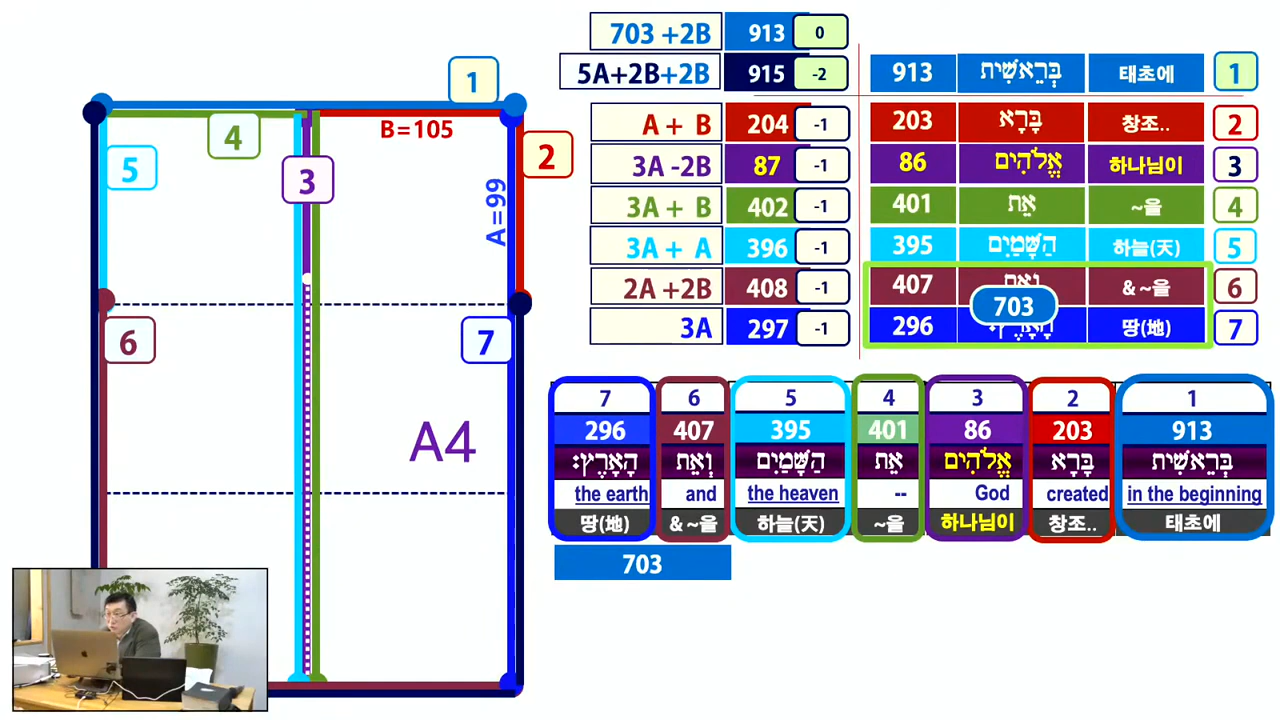 1
B=105
4
5
3
2
A=99
6
7
A4
703 +2B 913 0
5A+2B+2B 915 -2
A + B 204 -1
3A -2B 87 -1
3A + B 402 -1
3A + A 396 -1
2A +2B 408 -1
3A 297 -1
913 בְּרֵאשִׁית 태초에 1
203 בָּרָא 창조.. 2
86 אֱלֹהִים 하나님이 3
401 אֵת ~을 4
395 הַשָּׁמַיִם 하늘(天) 5
407 & ~을 6
703
296 땅(地) 7
7 6 5 4 3 2 1
296 407 395 401 86 203 913
הָאָרֶץ׃ וְאֵת הַשָּׁמַיִם אֵת אֱלֹהִים בָּרָא בְּרֵאשִׁית
the earth and the heaven -- God created in the beginning
땅(地) & ~을 하늘(天) ~을 하나님이 창조.. 태초에
703